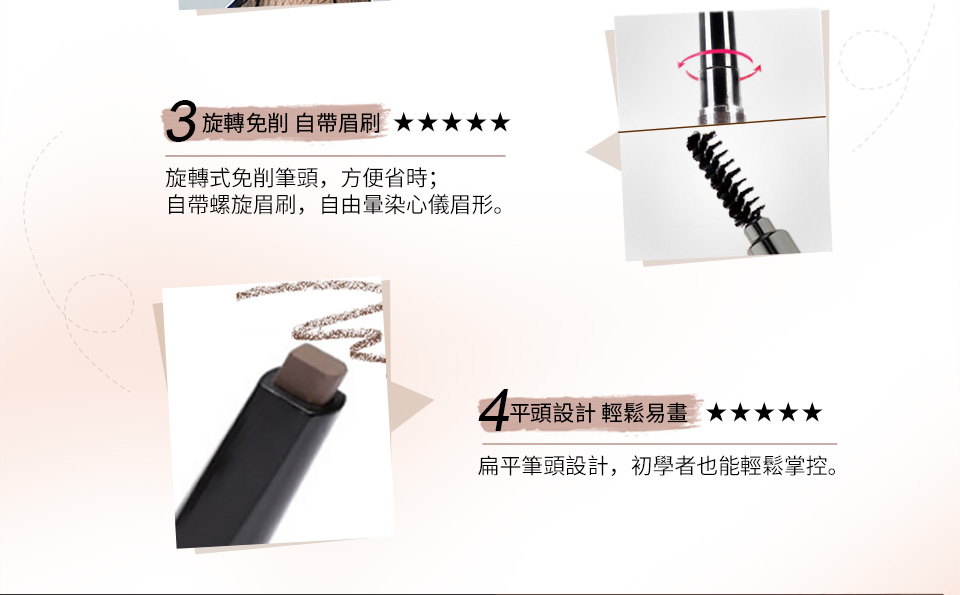 3 旋轉免削 自帶眉刷 ★★★★★
旋轉式免削筆頭，方便省時；
自帶螺旋眉刷，自由暈染心儀眉形。
4 平頭設計 輕鬆易畫 ★★★★★
扁平筆頭設計，初學者也能輕鬆掌控。